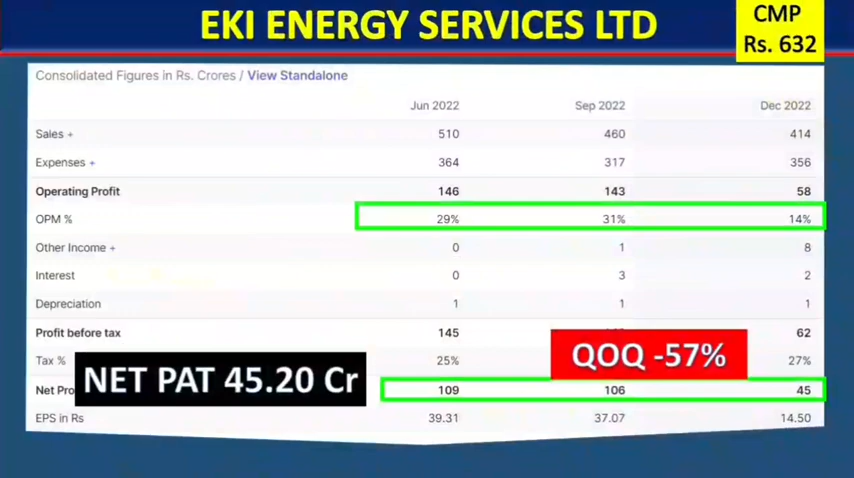 EKI ENERGY SERVICES LTD
CMP
Rs. 632
Consolidated Figures in Rs. Crores / View Standalone
Jun 2022 Sep 2022 Dec 2022
Sales + 510 460 414
Expenses + 364 317 356
Operating Profit 146 143 58
OPM % 29% 31% 14%
Other Income + 0 1 8
Interest 0 3 2
Depreciation 1 1 1
Profit before tax 145 62
Tax % 25% 27%
QOQ -57%
NET PAT 45.20 Cr
Net Pro 109 106 45
EPS in Rs 39.31 37.07 14.50